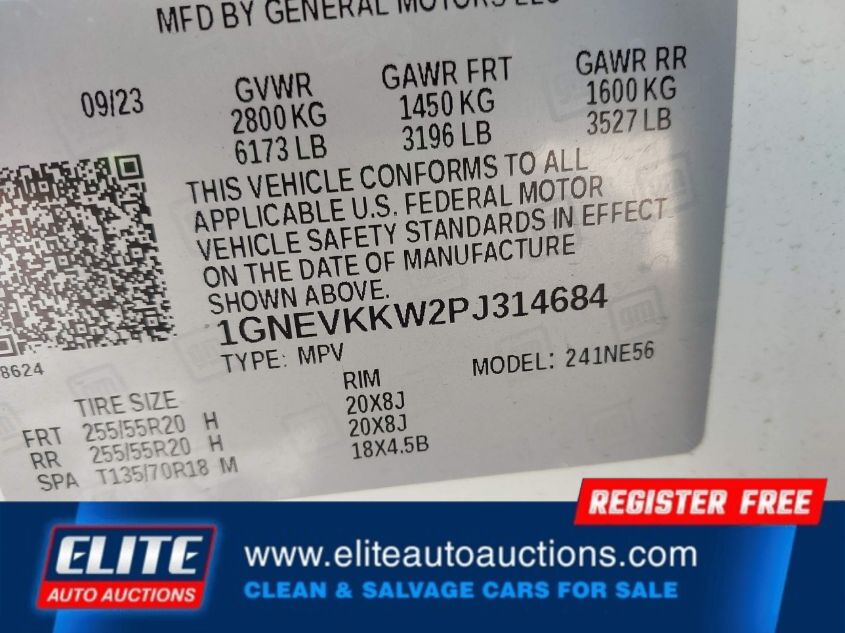 MFD BY GENERAL MOTORS LLC
09/23
GVWR GAWR FRT GAWR RR
2800 KG 1450 KG 1600 KG
6173 LB 3196 LB 3527 LB
THIS VEHICLE CONFORMS TO ALL
APPLICABLE U.S. FEDERAL MOTOR
VEHICLE SAFETY STANDARDS IN EFFECT
ON THE DATE OF MANUFACTURE
SHOWN ABOVE.
1GNEVKKW2PJ314684
8624
TYPE: MPV MODEL: 241NE56
TIRE SIZE RIM
FRT 255/55R20 H 20X8J
RR 255/55R20 H 20X8J
SPA T135/70R18 M 18X4.5B
REGISTER FREE
ELITE
AUTO AUCTIONS
www.eliteautoauctions.com
CLEAN & SALVAGE CARS FOR SALE